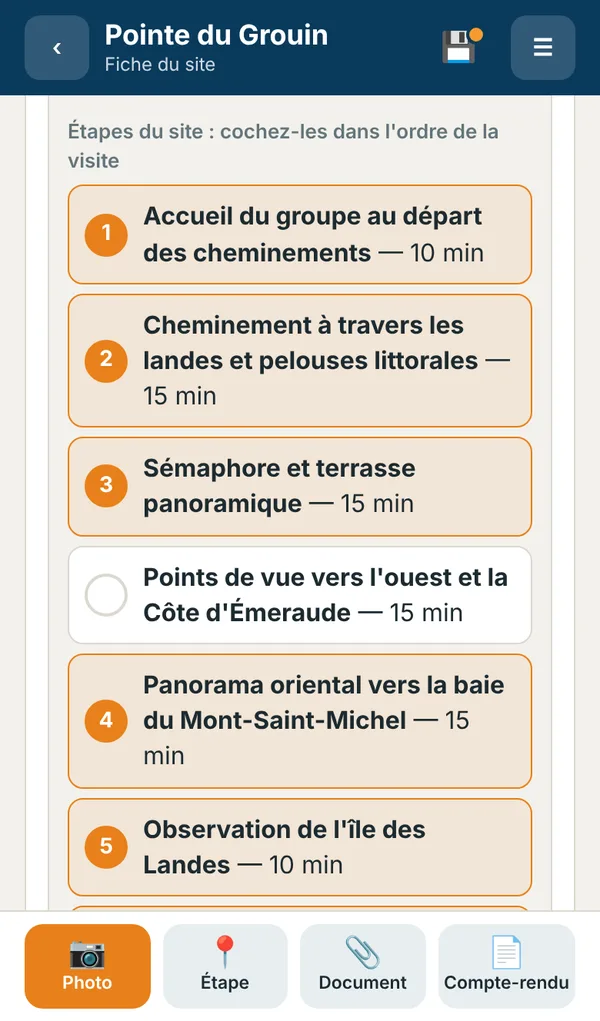 ‹
Pointe du Grouin
Fiche du site
☰
Étapes du site : cochez-les dans l'ordre de la
visite
1
Accueil du groupe au départ
des cheminements — 10 min
2
Cheminement à travers les
landes et pelouses littorales —
15 min
3
Sémaphore et terrasse
panoramique — 15 min
Points de vue vers l'ouest et la
Côte d'Émeraude — 15 min
4
Panorama oriental vers la baie
du Mont-Saint-Michel — 15
min
5
Observation de l'île des
Landes — 10 min
Photo
Étape
Document
Compte-rendu